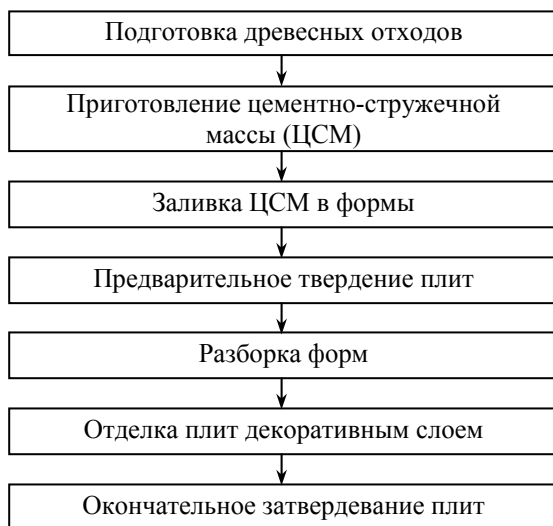 Подготовка древесных отходов
Приготовление цементно-стружечной
массы (ЦСМ)
Заливка ЦСМ в формы
Предварительное твердение плит
Разборка форм
Отделка плит декоративным слоем
Окончательное затвердевание плит